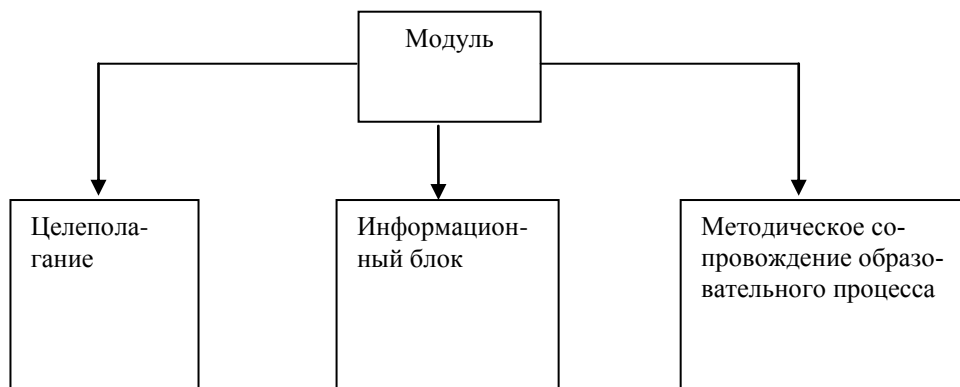 Модуль
Целепола-
гание
Информацион-
ный блок
Методическое со-
провождение образо-
вательного процесса